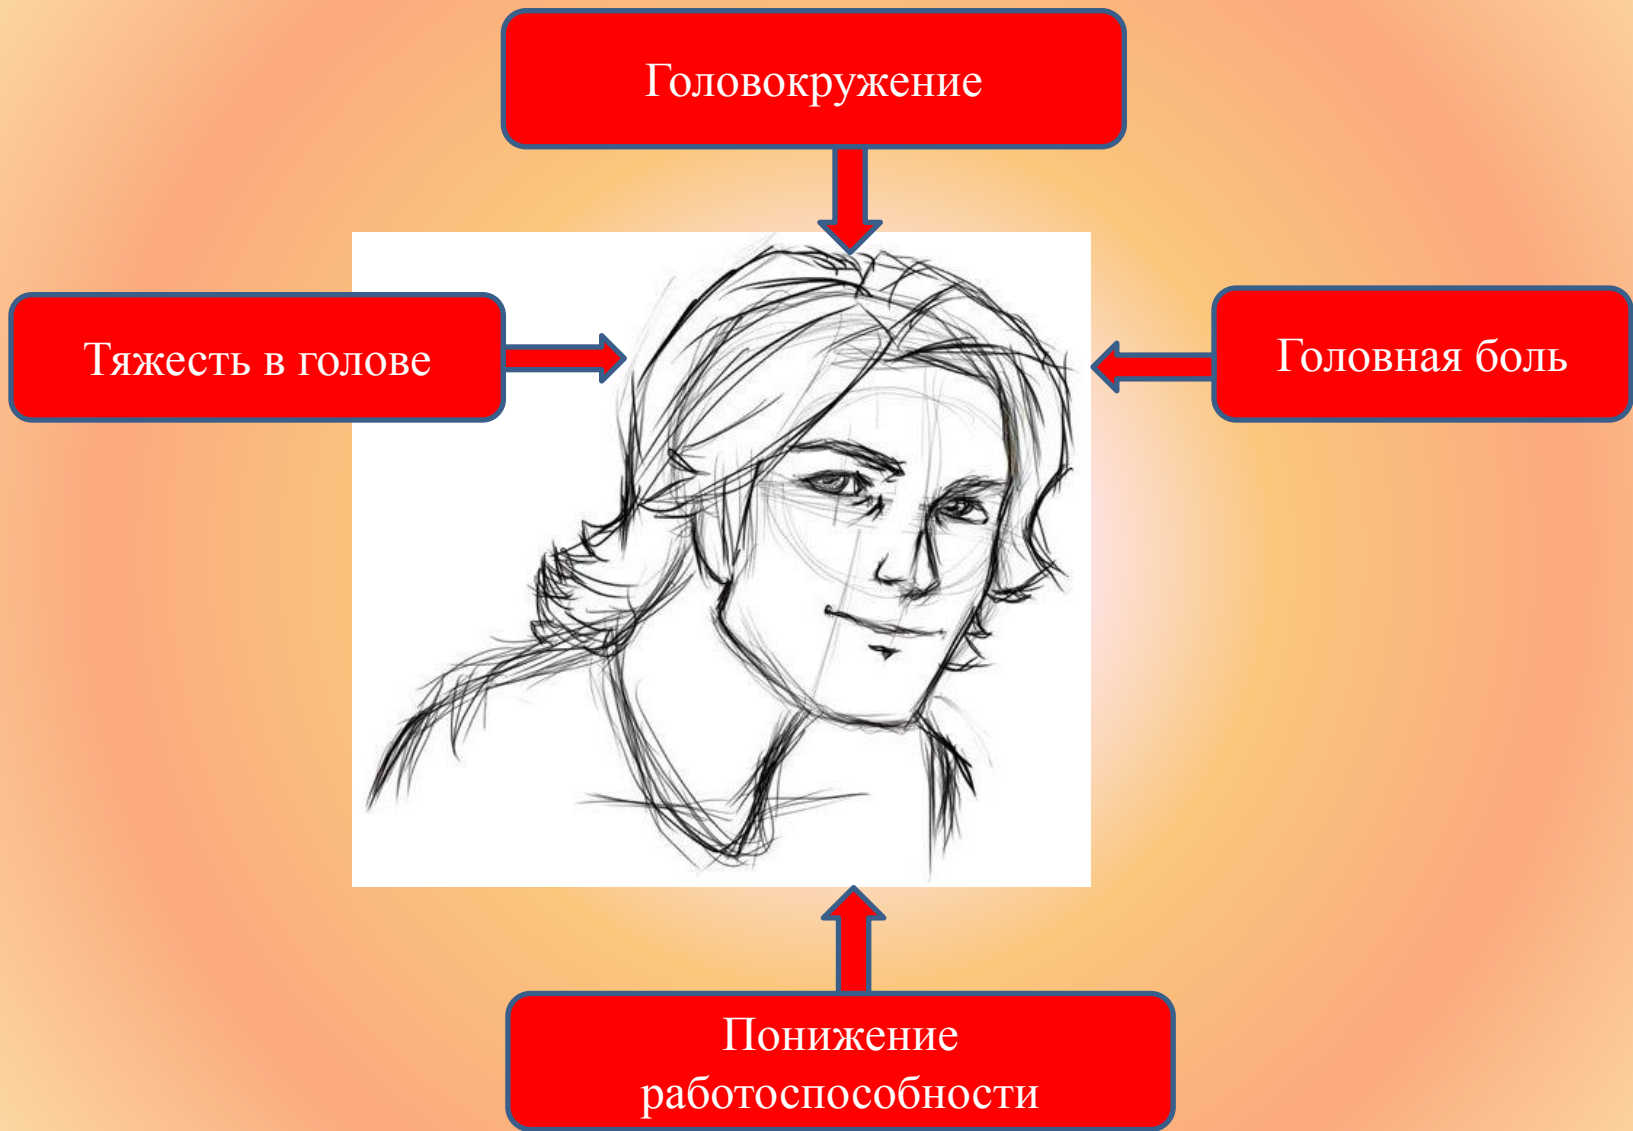 Головокружение
Тяжесть в голове
Головная боль
Понижение
работоспособности